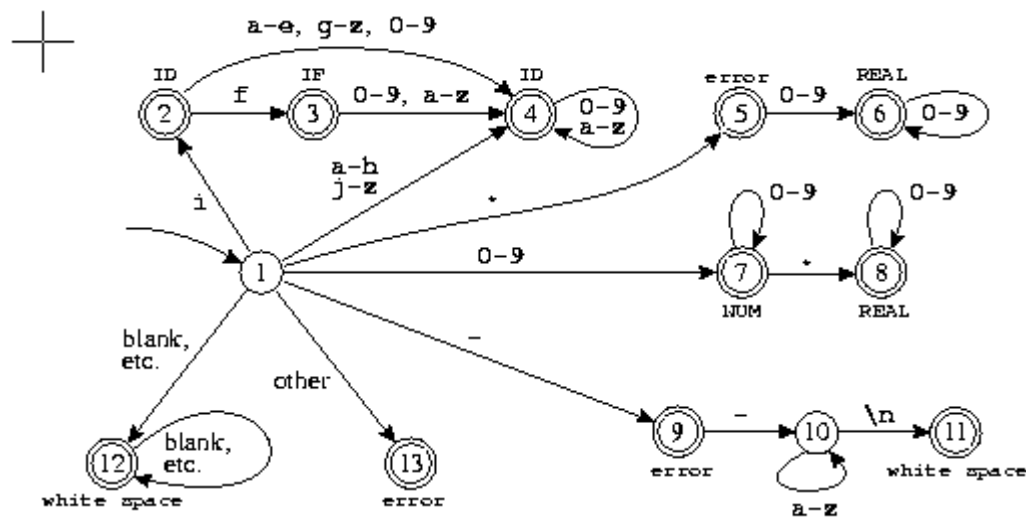 a-e, g-z, 0-9
ID IF ID error REAL
2 f 3 0-9, a-z 4 0-9 a-z 5 0-9 6 0-9
a-h
j-z
i . 0-9 0-9
1 0-9 7 . 8
NUM REAL
blank,
etc.
other -
12 blank,
etc.
13 9 - 10 \n 11
white space error error white space
a-z